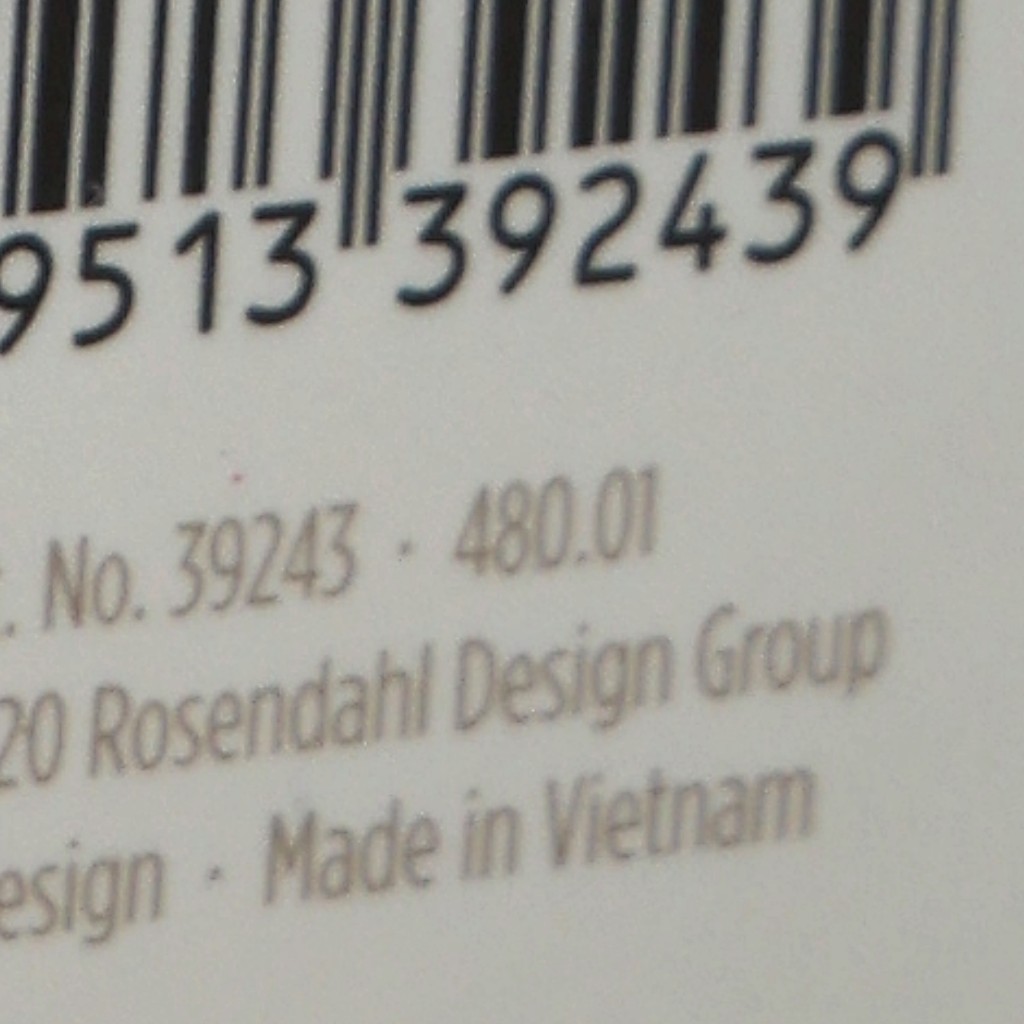 9513 392439
. No. 39243 · 480.01
20 Rosendahl Design Group
esign · Made in Vietnam